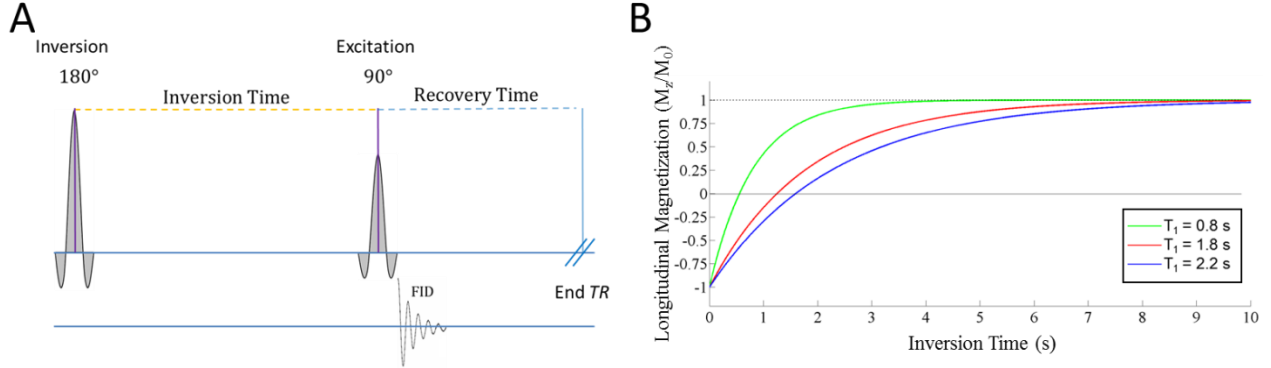 A
Inversion
180°
Excitation
90°
Inversion Time
Recovery Time
End TR
FID
B
Longitudinal Magnetization (Mz/M0)
1
0.75
0.5
0.25
0
-0.25
-0.5
-0.75
-1
T1 = 0.8 s
T1 = 1.8 s
T1 = 2.2 s
0 1 2 3 4 5 6 7 8 9 10
Inversion Time (s)